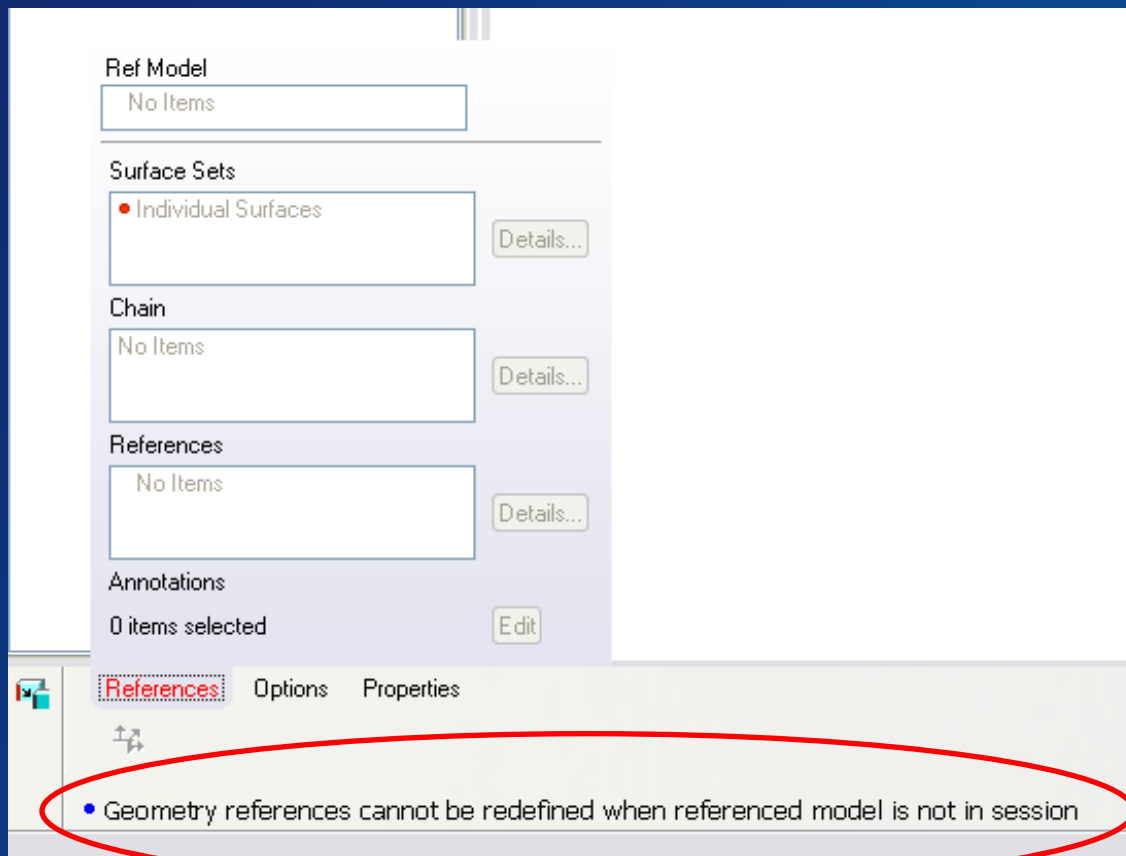 Ref Model
No Items
Surface Sets
Individual Surfaces
Details...
Chain
No Items
Details...
References
No Items
Details...
Annotations
0 items selected
Edit
References Options Properties
Geometry references cannot be redefined when referenced model is not in session